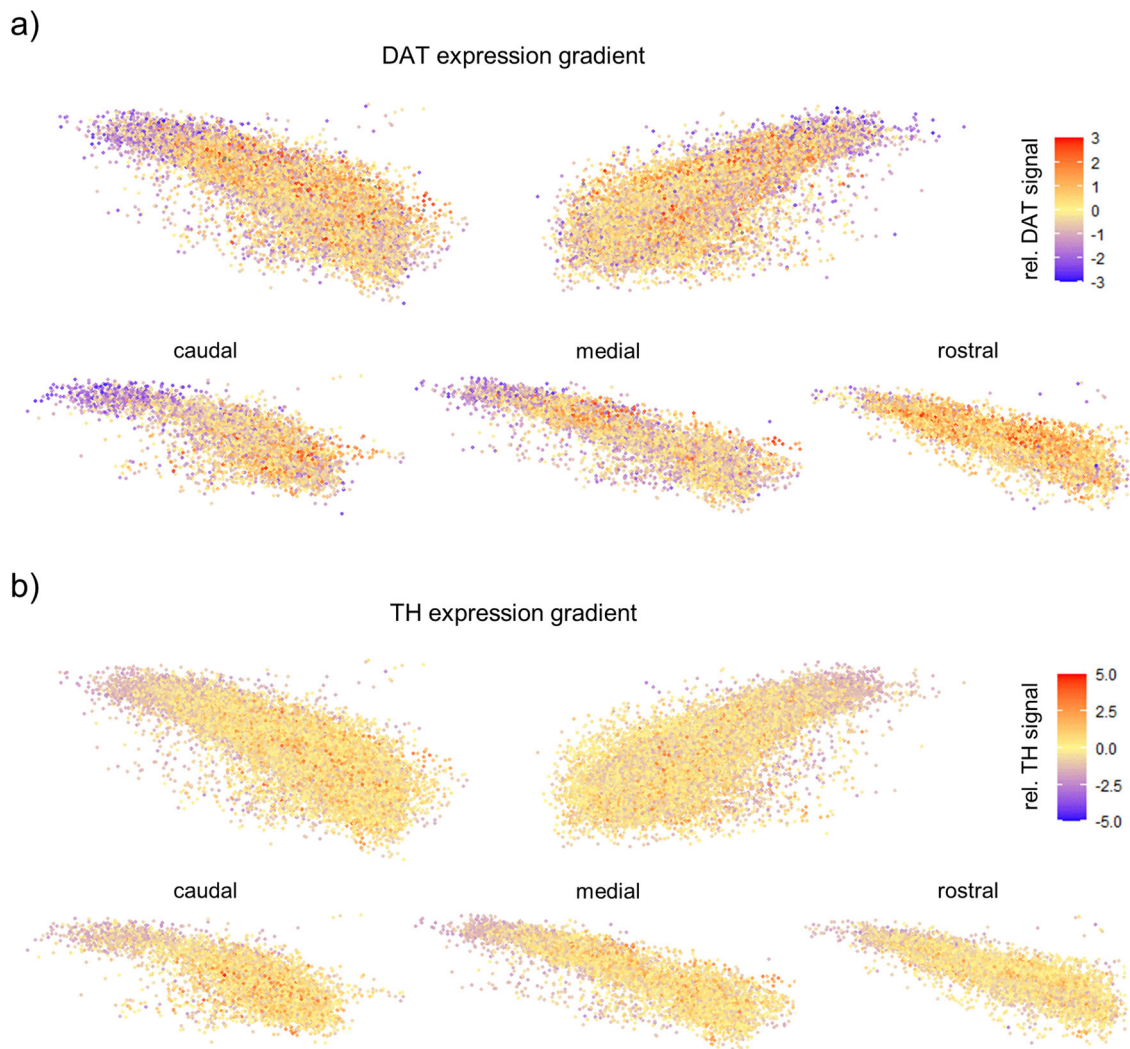 a)
DAT expression gradient
rel. DAT signal
3
2
1
0
-1
-2
-3
caudal
medial
rostral
b)
TH expression gradient
rel. TH signal
5.0
2.5
0.0
-2.5
-5.0
caudal
medial
rostral